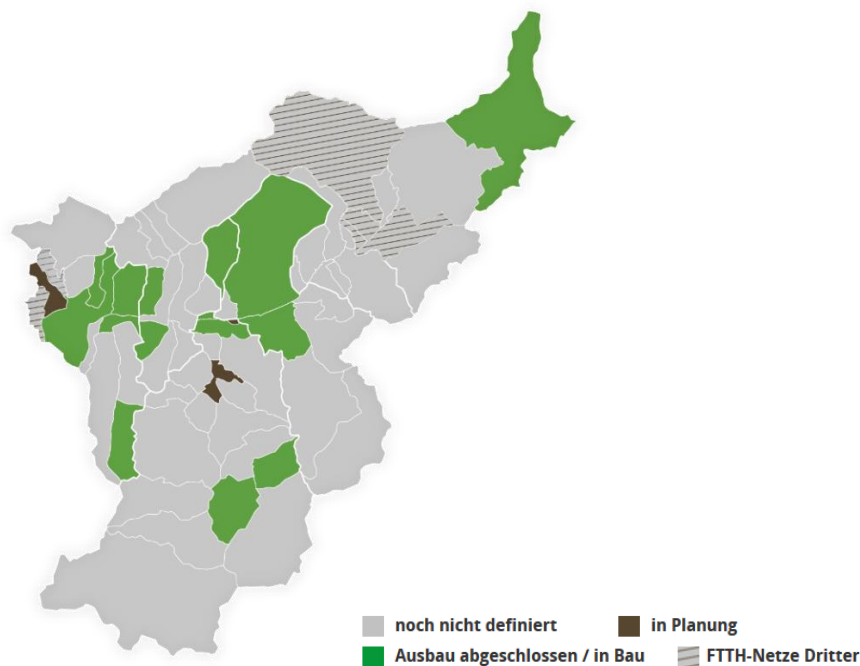 noch nicht definiert in Planung
Ausbau abgeschlossen / in Bau FTTH-Netze Dritter